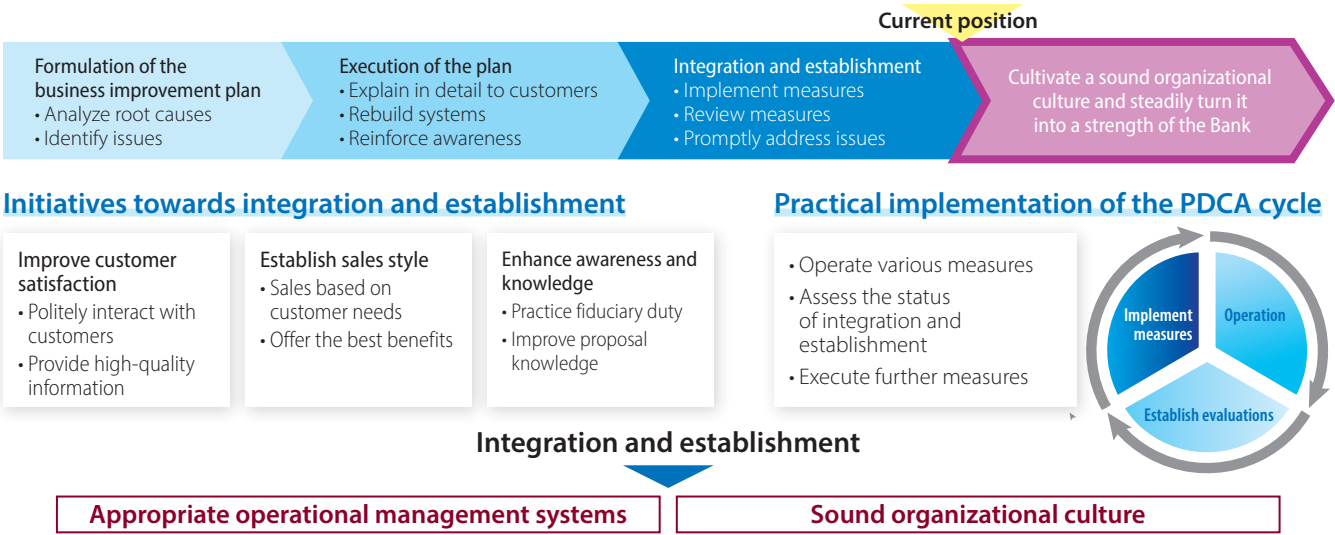 Current position
Formulation of the
business improvement plan
• Analyze root causes
• Identify issues
Execution of the plan
• Explain in detail to customers
• Rebuild systems
• Reinforce awareness
Integration and establishment
• Implement measures
• Review measures
• Promptly address issues
Cultivate a sound organizational
culture and steadily turn it
into a strength of the Bank
Initiatives towards integration and establishment
Improve customer
satisfaction
• Politely interact with
customers
• Provide high-quality
information
Establish sales style
• Sales based on
customer needs
• Offer the best benefits
Enhance awareness and
knowledge
• Practice fiduciary duty
• Improve proposal
knowledge
Practical implementation of the PDCA cycle
• Operate various measures
• Assess the status
of integration and
establishment
• Execute further measures
Implement
measures
Operation
Establish evaluations
Integration and establishment
Appropriate operational management systems
Sound organizational culture